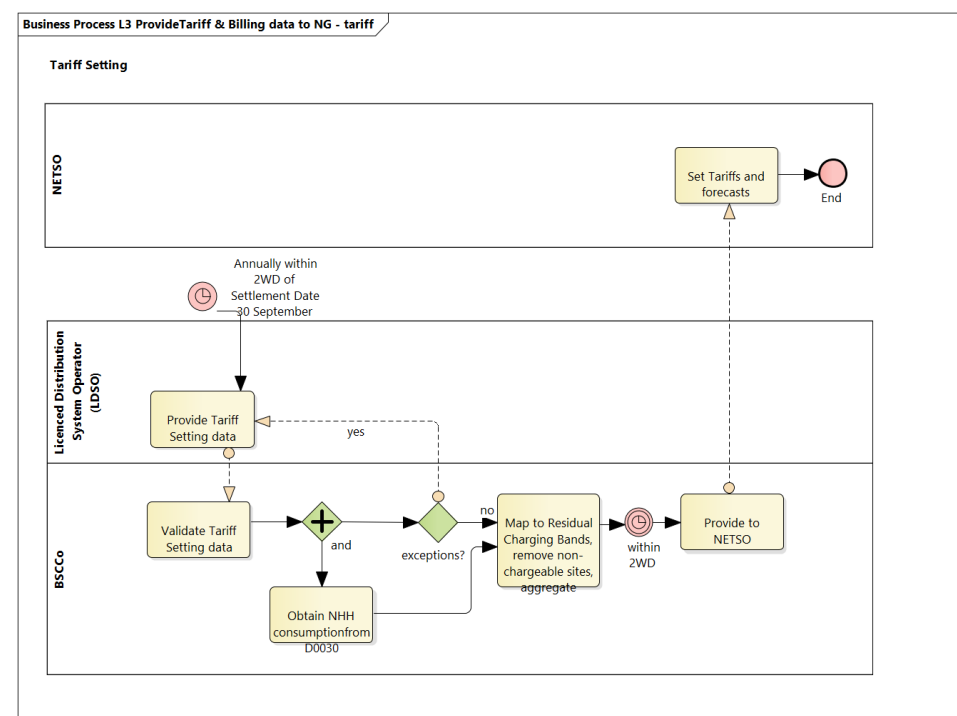 Business Process L3 ProvideTariff & Billing data to NG - tariff
Tariff Setting
NETSO
Set Tariffs and
forecasts
End
Annually within
2WD of
Settlement Date
30 September
Licenced Distribution
System Operator
(LDSO)
Provide Tariff
Setting data
yes
BSCCo
Validate Tariff
Setting data
and
exceptions?
no
Map to Residual
Charging Bands,
remove non-
chargeable sites,
aggregate
within
2WD
Provide to
NETSO
Obtain NHH
consumptionfrom
D0030